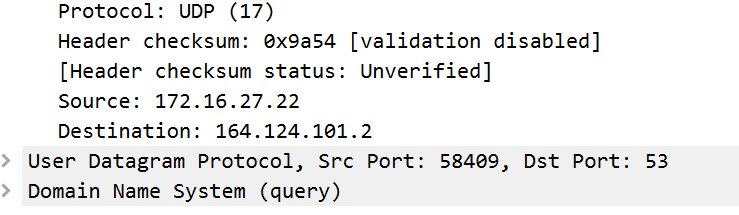 Protocol: UDP (17)
Header checksum: 0x9a54 [validation disabled]
[Header checksum status: Unverified]
Source: 172.16.27.22
Destination: 164.124.101.2
User Datagram Protocol, Src Port: 58409, Dst Port: 53
Domain Name System (query)